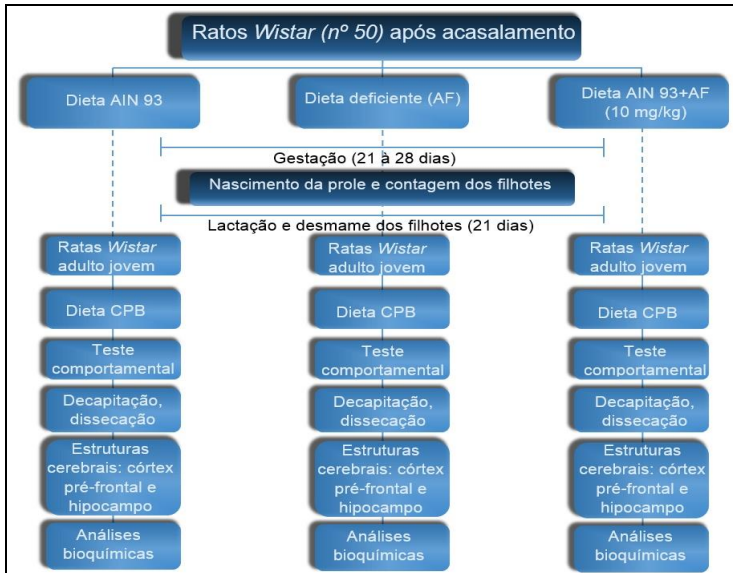 Ratos Wistar (nº 50) após acasalamento
Dieta AIN 93
Dieta deficiente (AF)
Dieta AIN 93+AF
(10 mg/kg)
Gestação (21 à 28 dias)
Nascimento da prole e contagem dos filhotes
Lactação e desmame dos filhotes (21 dias)
Ratas Wistar
adulto jovem
Ratas Wistar
adulto jovem
Ratas Wistar
adulto jovem
Dieta CPB
Dieta CPB
Dieta CPB
Teste
comportamental
Teste
comportamental
Teste
comportamental
Decapitação,
dissecação
Decapitação,
dissecação
Decapitação,
dissecação
Estruturas
cerebrais: córtex
pré-frontal e
hipocampo
Estruturas
cerebrais: córtex
pré-frontal e
hipocampo
Estruturas
cerebrais: córtex
pré-frontal e
hipocampo
Análises
bioquímicas
Análises
bioquímicas
Análises
bioquímicas